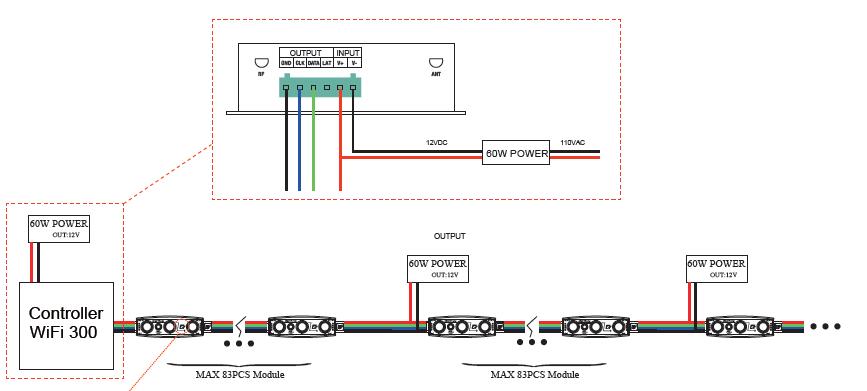 OUTPUT INPUT
GND CLK DATA LAT V+ V-
RF ANT
12VDC 60W POWER 110VAC
60W POWER
OUT:12V
OUTPUT
60W POWER
OUT:12V
60W POWER
OUT:12V
Controller
WiFi 300
MAX 83PCS Module
MAX 83PCS Module